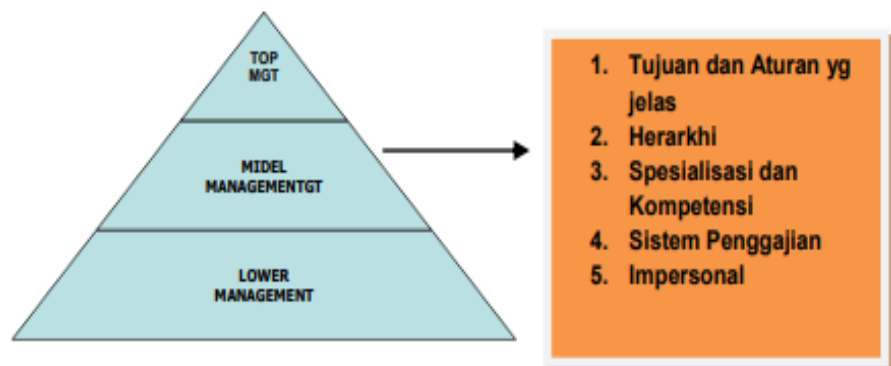 TOP
MGT
MIDEL
MANAGEMENTGT
LOWER
MANAGEMENT
1. Tujuan dan Aturan yg
jelas
2. Herarkhi
3. Spesialisasi dan
Kompetensi
4. Sistem Penggajian
5. Impersonal